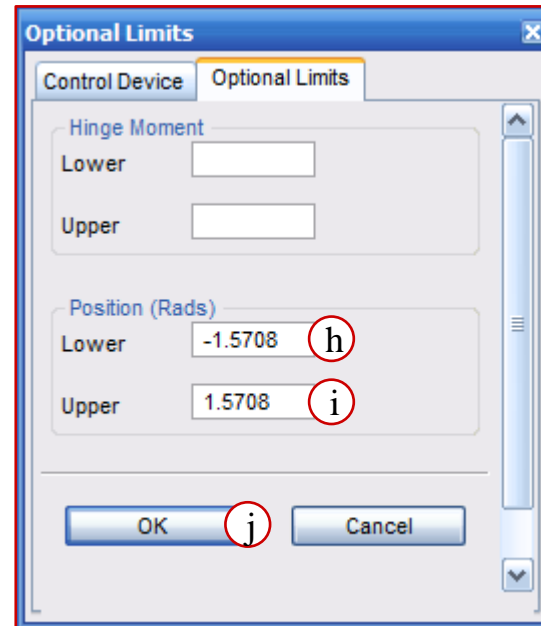 Optional Limits
Control Device Optional Limits
Hinge Moment
Lower
Upper
Position (Rads)
Lower -1.5708 h
Upper 1.5708 i
OK j Cancel